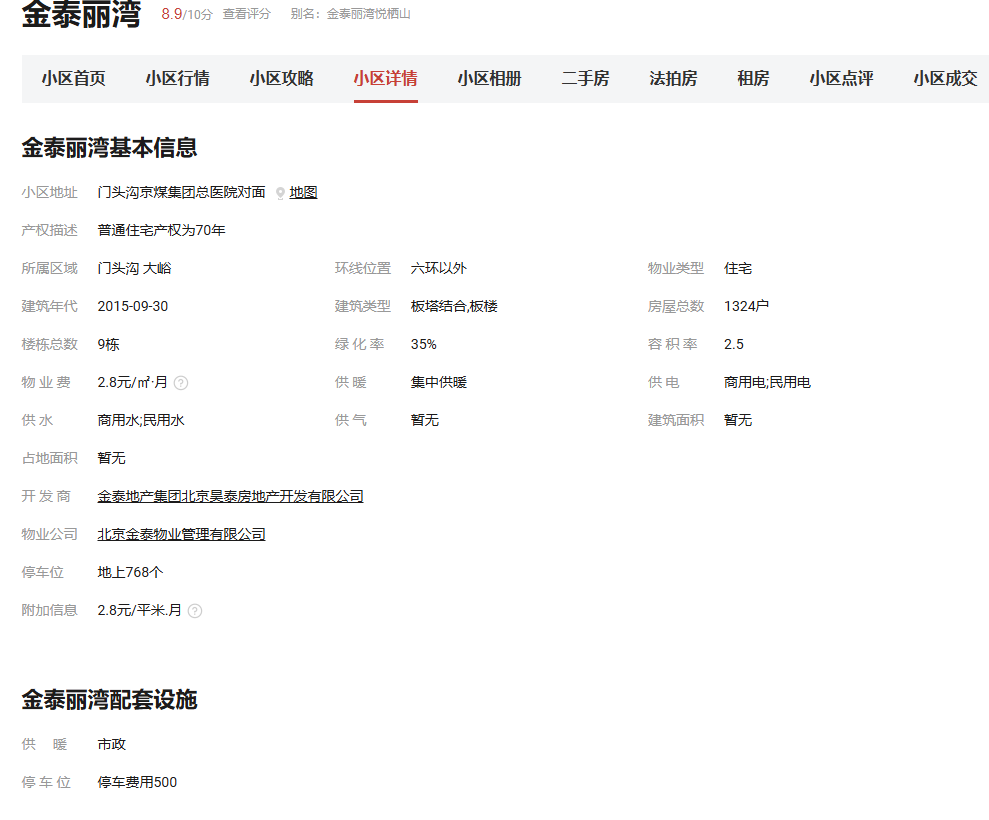 金泰丽湾 8.9/10分 查看评分 别名：金泰丽湾悦栖山
小区首页 小区行情 小区攻略 小区详情 小区相册 二手房 法拍房 租房 小区点评 小区成交
金泰丽湾基本信息
小区地址 门头沟京煤集团总医院对面 地图
产权描述 普通住宅产权为70年
所属区域 门头沟 大峪 环线位置 六环以外 物业类型 住宅
建筑年代 2015-09-30 建筑类型 板塔结合,板楼 房屋总数 1324户
楼栋总数 9栋 绿 化 率 35% 容 积 率 2.5
物 业 费 2.8元/㎡·月 ? 供 暖 集中供暖 供 电 商用电;民用电
供 水 商用水;民用水 供 气 暂无 建筑面积 暂无
占地面积 暂无
开 发 商 金泰地产集团北京昊泰房地产开发有限公司
物业公司 北京金泰物业管理有限公司
停车位 地上768个
附加信息 2.8元/平米.月 ?
金泰丽湾配套设施
供 暖 市政
停 车 位 停车费用500